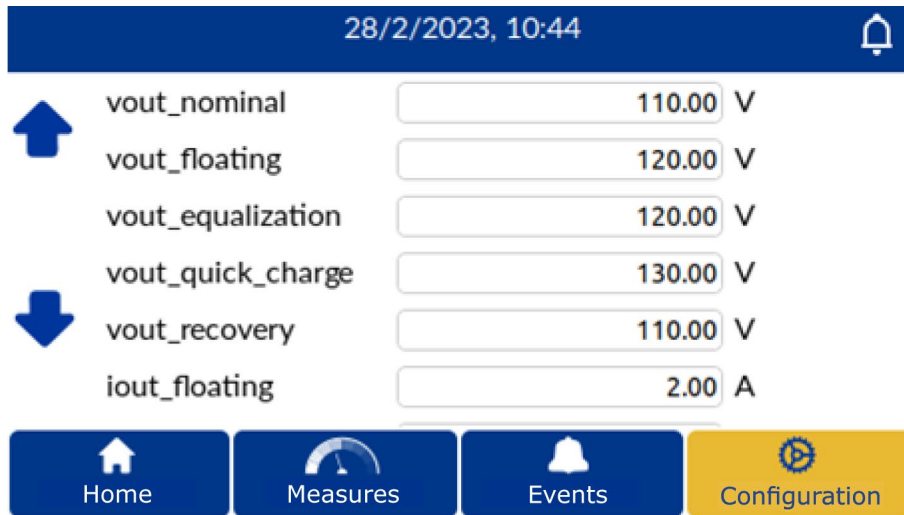 28/2/2023, 10:44
vout_nominal 110.00 V
vout_floating 120.00 V
vout_equalization 120.00 V
vout_quick_charge 130.00 V
vout_recovery 110.00 V
iout_floating 2.00 A
Home Measures Events Configuration